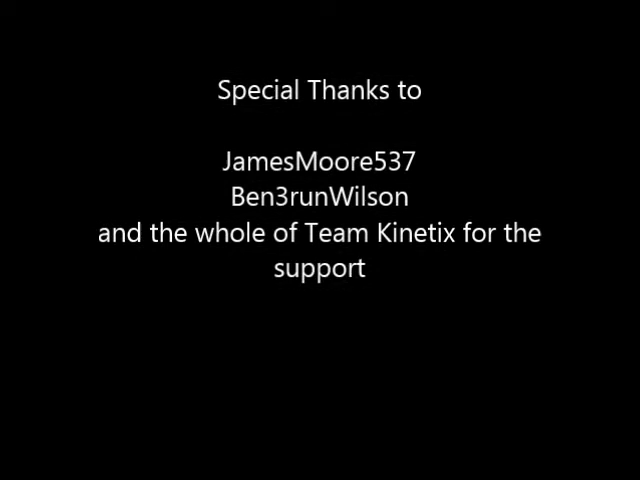 Special Thanks to
JamesMoore537
Ben3runWilson
and the whole of Team Kinetix for the
support